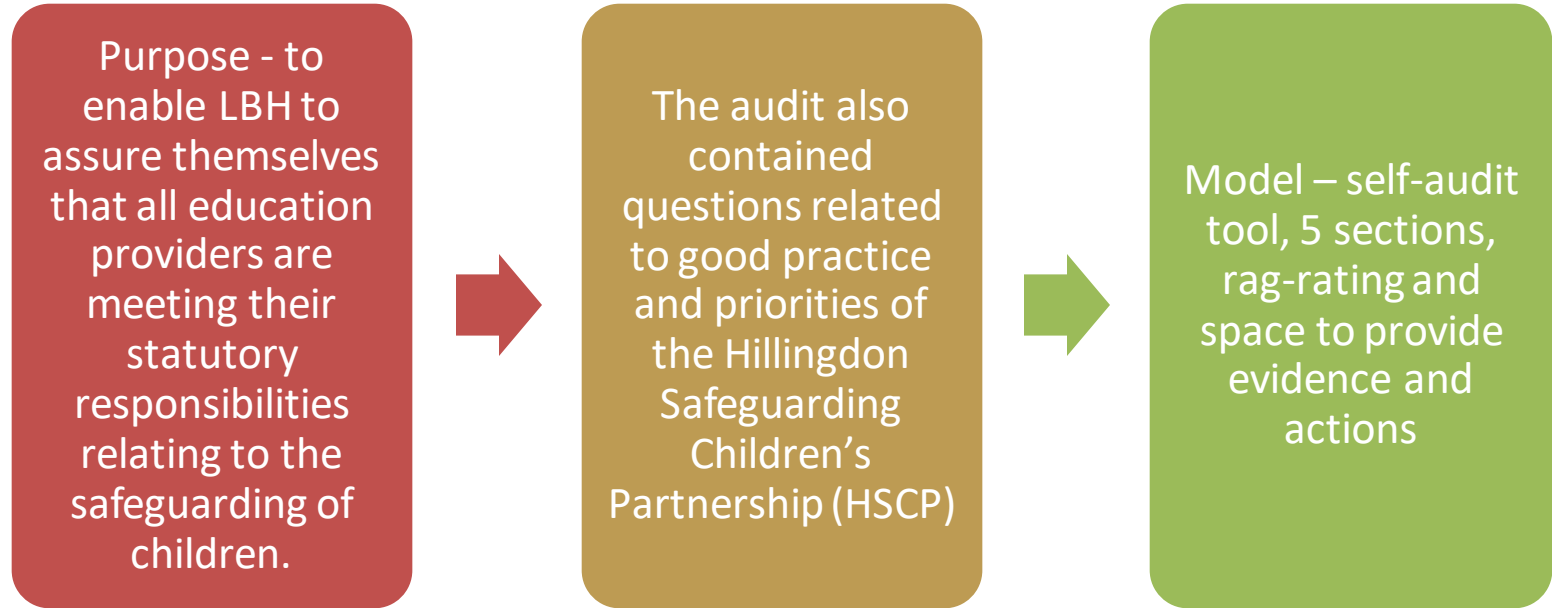 Purpose - to
enable LBH to
assure themselves
that all education
providers are
meeting their
statutory
responsibilities
relating to the
safeguarding of
children.
The audit also
contained
questions related
to good practice
and priorities of
the Hillingdon
Safeguarding
Children’s
Partnership (HSCP)
Model – self-audit
tool, 5 sections,
rag-rating and
space to provide
evidence and
actions